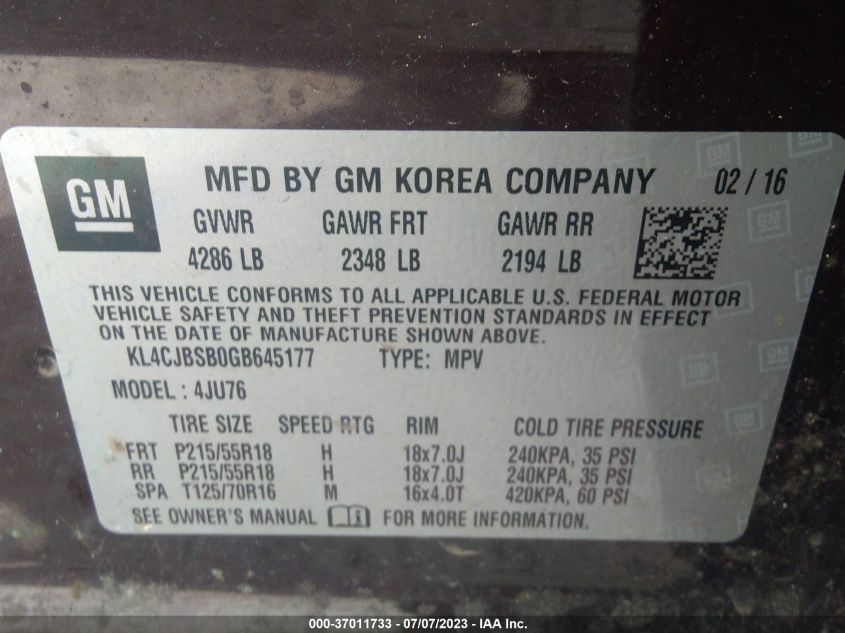 GM
MFD BY GM KOREA COMPANY 02 / 16
GVWR GAWR FRT GAWR RR
4286 LB 2348 LB 2194 LB
THIS VEHICLE CONFORMS TO ALL APPLICABLE U.S. FEDERAL MOTOR
VEHICLE SAFETY AND THEFT PREVENTION STANDARDS IN EFFECT
ON THE DATE OF MANUFACTURE SHOWN ABOVE.
KL4CJBSB0GB645177 TYPE: MPV
MODEL : 4JU76
TIRE SIZE SPEED RTG RIM COLD TIRE PRESSURE
FRT P215/55R18 H 18x7.0J 240KPA, 35 PSI
RR P215/55R18 H 18x7.0J 240KPA, 35 PSI
SPA T125/70R16 M 16x4.0T 420KPA, 60 PSI
SEE OWNER'S MANUAL FOR MORE INFORMATION.
000-37011733 - 07/07/2023 - IAA